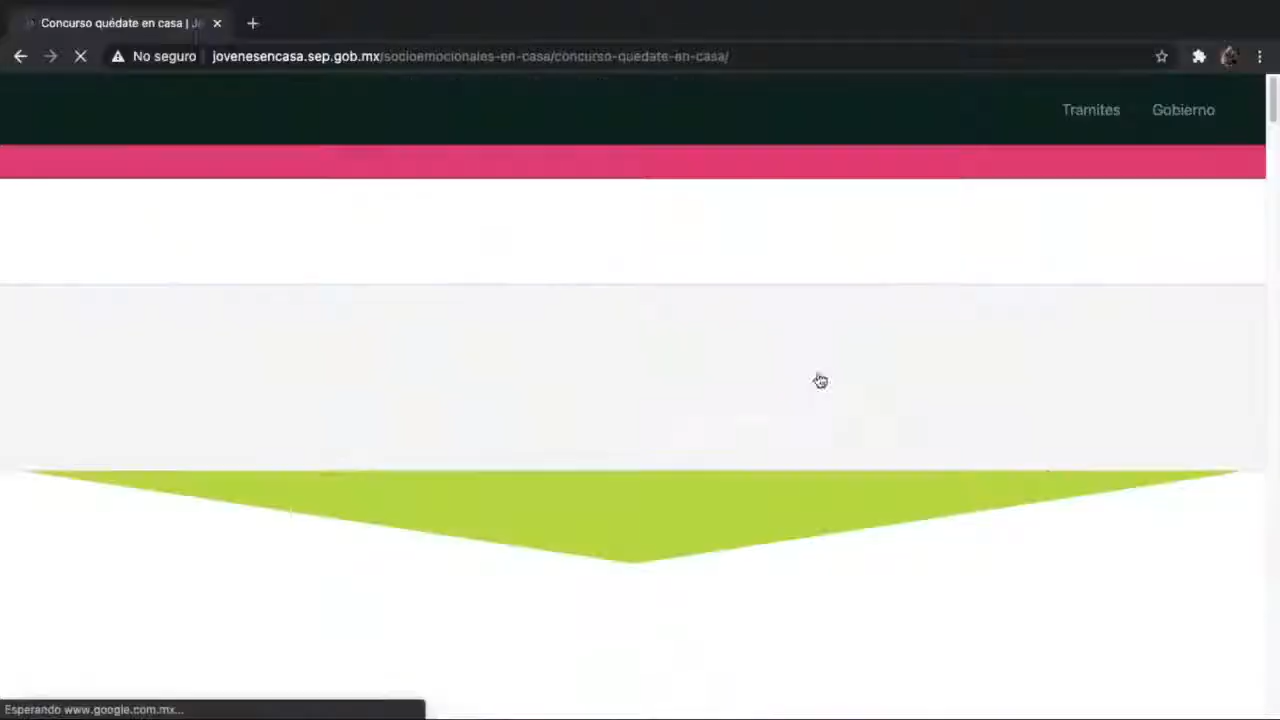 Concurso quédate en casa |
No seguro
jovenesencasa.sep.gob.mx/socioemocionales-en-casa/concurso-quedate-en-casa/
Tramites
Gobierno
Esperando www.google.com.mx...